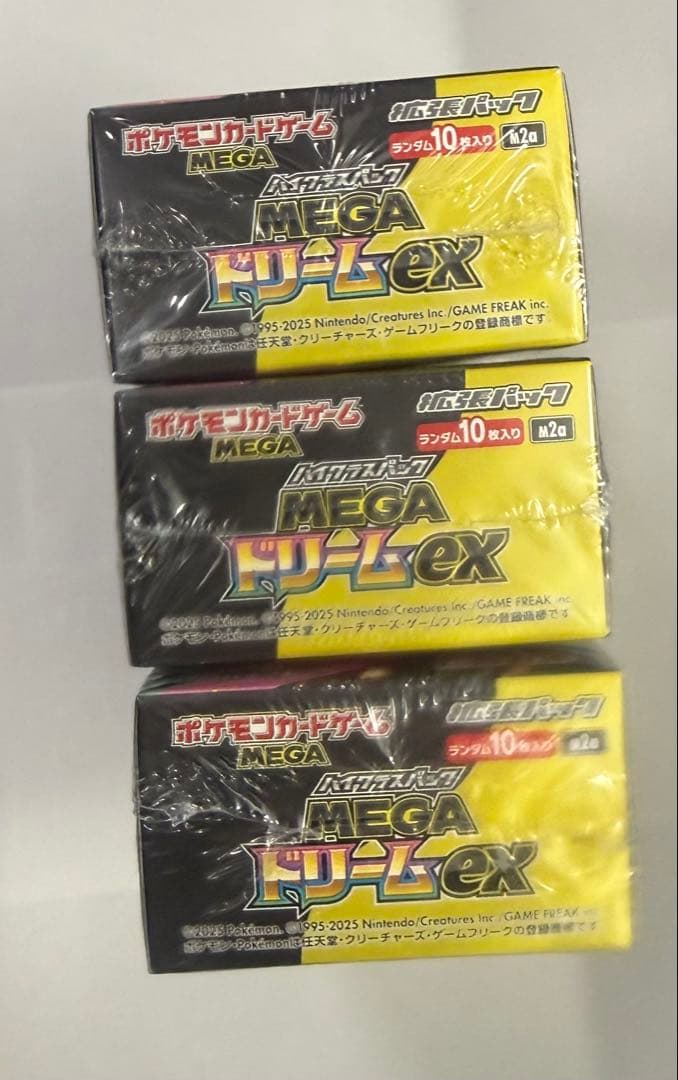 ポケモンカードゲーム
MEGA
拡張パック
ランダム10枚入り M2a
ハイクラスパック
MEGA
ドリームex
©2025 Pokémon. ©1995-2025 Nintendo/Creatures Inc./GAME FREAK inc.
ポケモン・Pokémonは任天堂・クリーチャーズ・ゲームフリークの登録商標です
ポケモンカードゲーム
MEGA
拡張パック
ランダム10枚入り M2a
ハイクラスパック
MEGA
ドリームex
©2025 Pokémon. ©1995-2025 Nintendo/Creatures Inc./GAME FREAK inc.
ポケモン・Pokémonは任天堂・クリーチャーズ・ゲームフリークの登録商標です
ポケモンカードゲーム
MEGA
拡張パック
ランダム10枚入り M2a
ハイクラスパック
MEGA
ドリームex
©2025 Pokémon. ©1995-2025 Nintendo/Creatures Inc./GAME FREAK
ポケモン・Pokémonは任天堂・クリーチャーズ・ゲームフリークの登録商標です